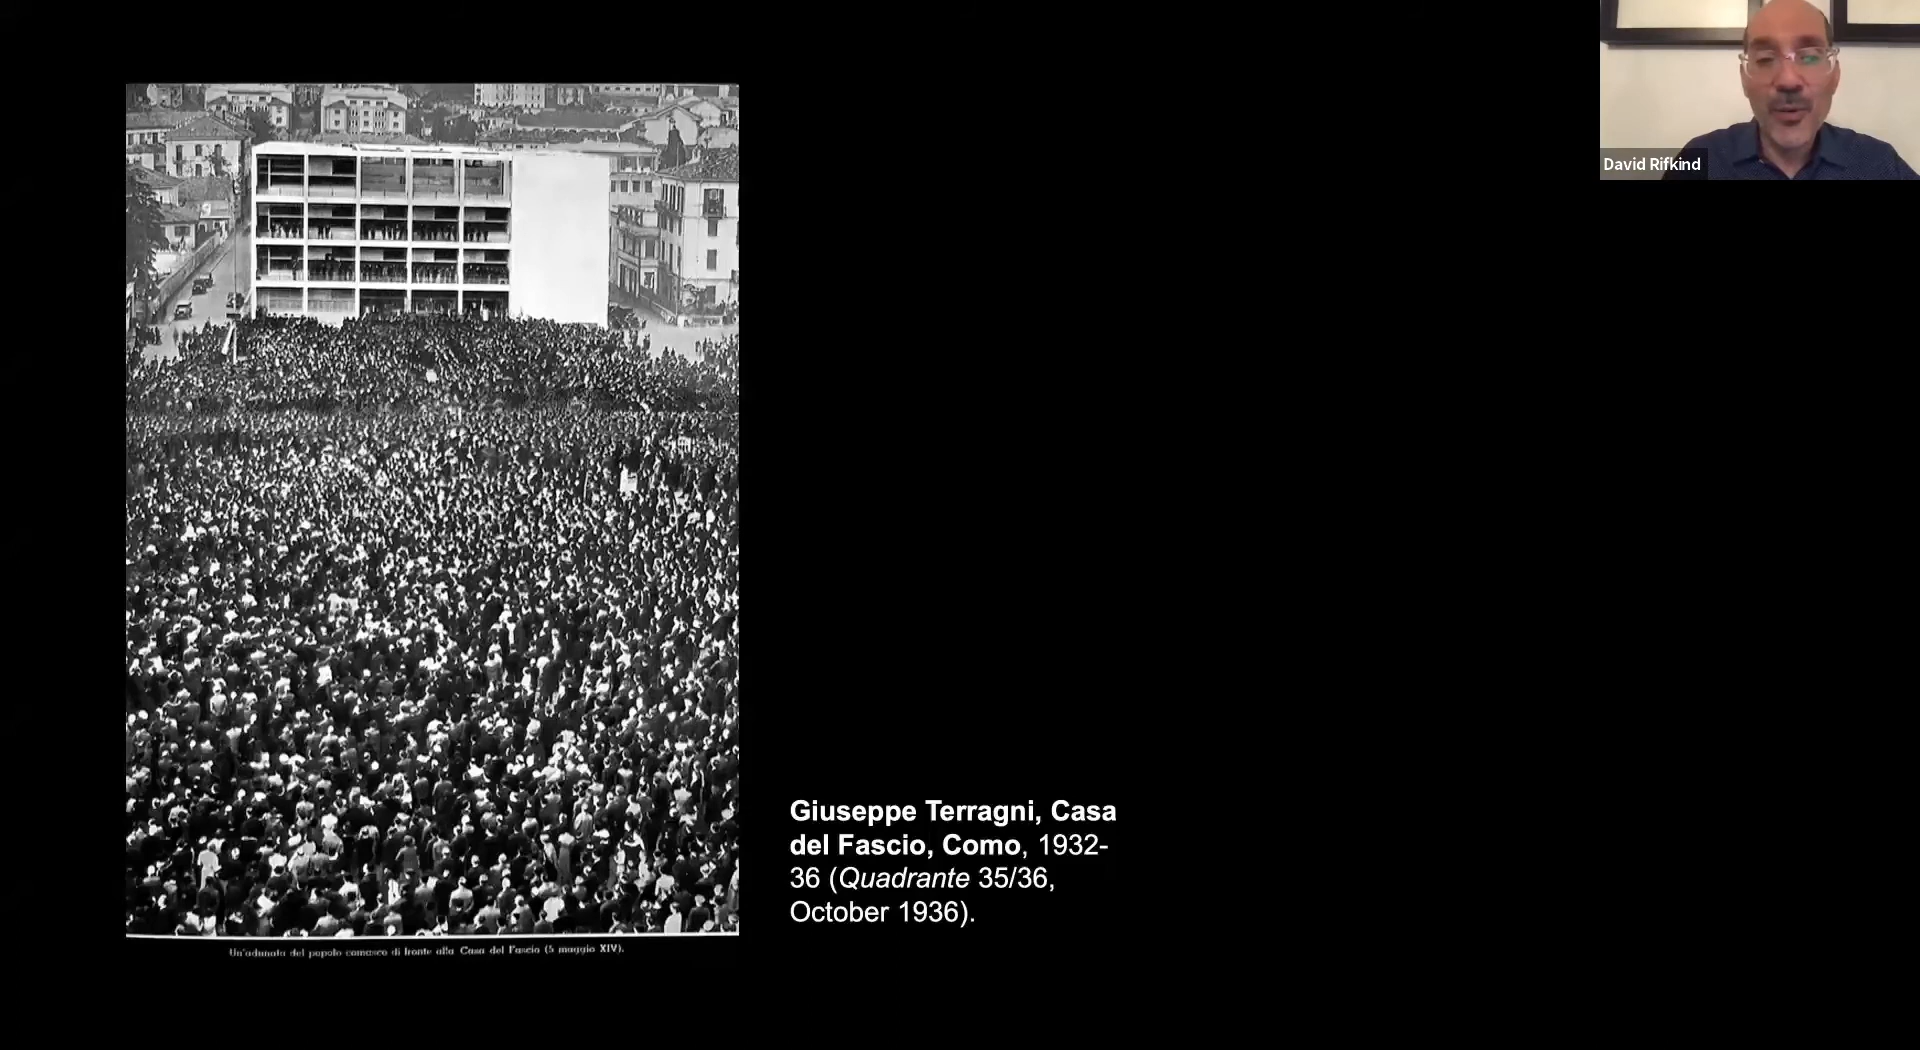 David Rifkind
Giuseppe Terragni, Casa
del Fascio, Como, 1932-
36 (Quadrante 35/36,
October 1936).
Un'adunata del popolo comasco di fronte alla Casa del Fascio (5 maggio XIV).